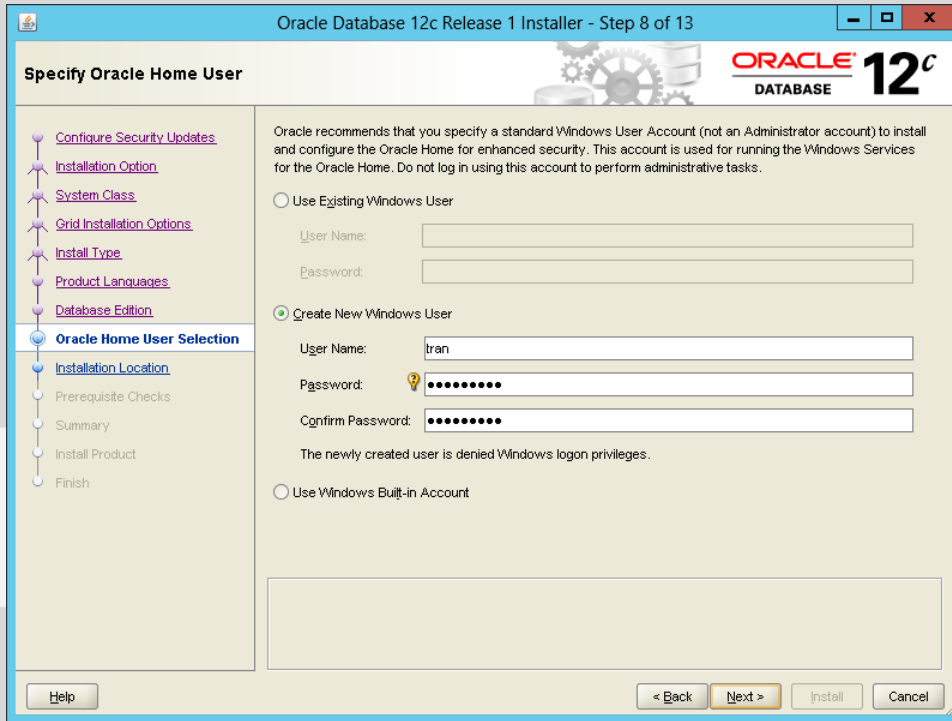 Oracle Database 12c Release 1 Installer - Step 8 of 13
Specify Oracle Home User
ORACLE
DATABASE
12c
Configure Security Updates
Installation Option
System Class
Grid Installation Options
Install Type
Product Languages
Database Edition
Oracle Home User Selection
Installation Location
Prerequisite Checks
Summary
Install Product
Finish
Oracle recommends that you specify a standard Windows User Account (not an Administrator account) to install
and configure the Oracle Home for enhanced security. This account is used for running the Windows Services
for the Oracle Home. Do not log in using this account to perform administrative tasks.
Use Existing Windows User
User Name:
Password:
Create New Windows User
User Name:
tran
Password:
•••••••••
Confirm Password:
•••••••••
The newly created user is denied Windows logon privileges.
Use Windows Built-in Account
Help
< Back
Next >
Install
Cancel